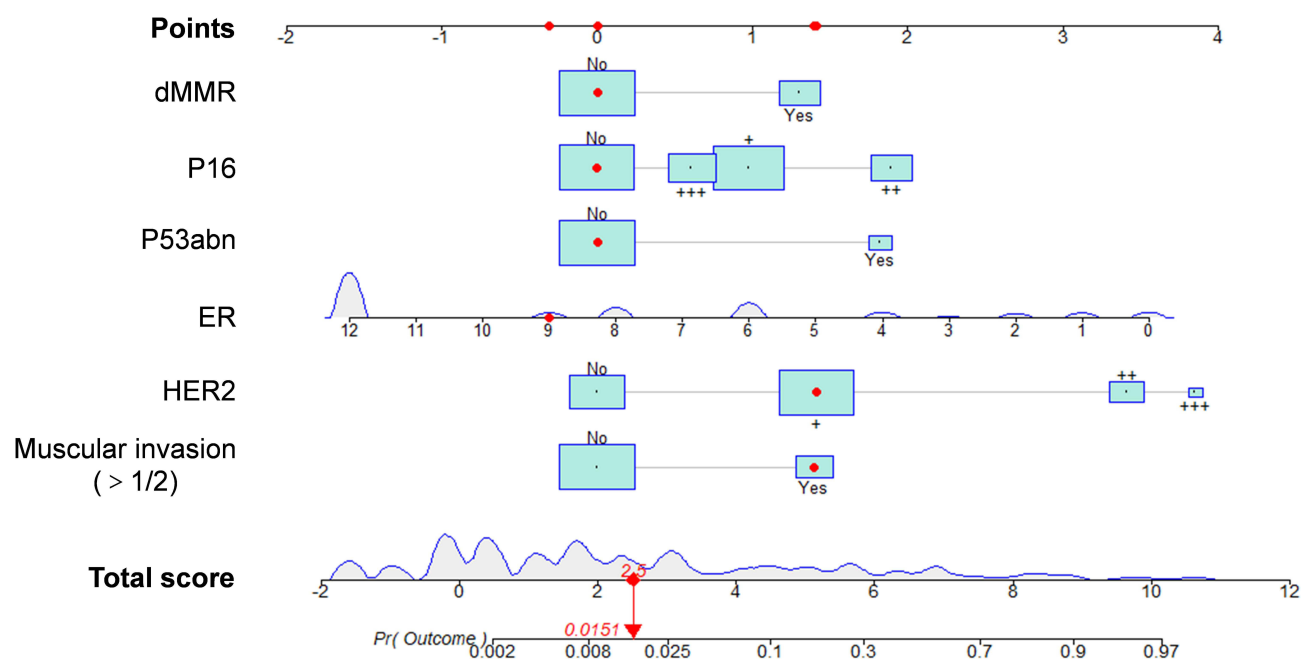 Points
-2 -1 0 1 2 3 4
No
dMMR
Yes
No +
P16
+++ ++
No
P53abn
Yes
ER
12 11 10 9 8 7 6 5 4 3 2 1 0
No ++
HER2
+ +++
Muscular invasion
( > 1/2)
No
Yes
Total score
2.5
-2 0 2 4 6 8 10 12
0.0151
Pr( Outcome )
0.002 0.008 0.025 0.1 0.3 0.7 0.9 0.97